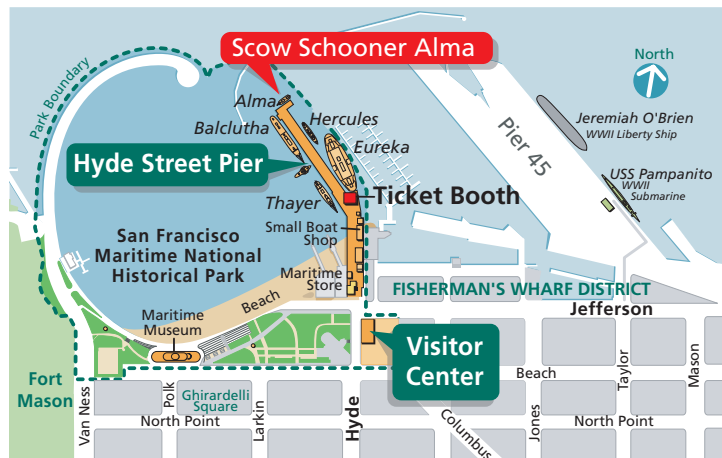 Scow Schooner Alma
North
Park Boundary
Alma
Hercules
Balclutha
Eureka
Jeremiah O'Brien
WWII Liberty Ship
Pier 45
Hyde Street Pier
USS Pampanito
WWII
Submarine
Ticket Booth
Thayer
Small Boat
Shop
San Francisco
Maritime National
Historical Park
Maritime
Store
FISHERMAN'S WHARF DISTRICT
Beach
Jefferson
Maritime
Museum
Visitor
Center
Beach
Fort
Mason
Van Ness
Polk
Ghirardelli
Square
Larkin
Hyde
Columbus
Jones
Taylor
Mason
North Point
North Point